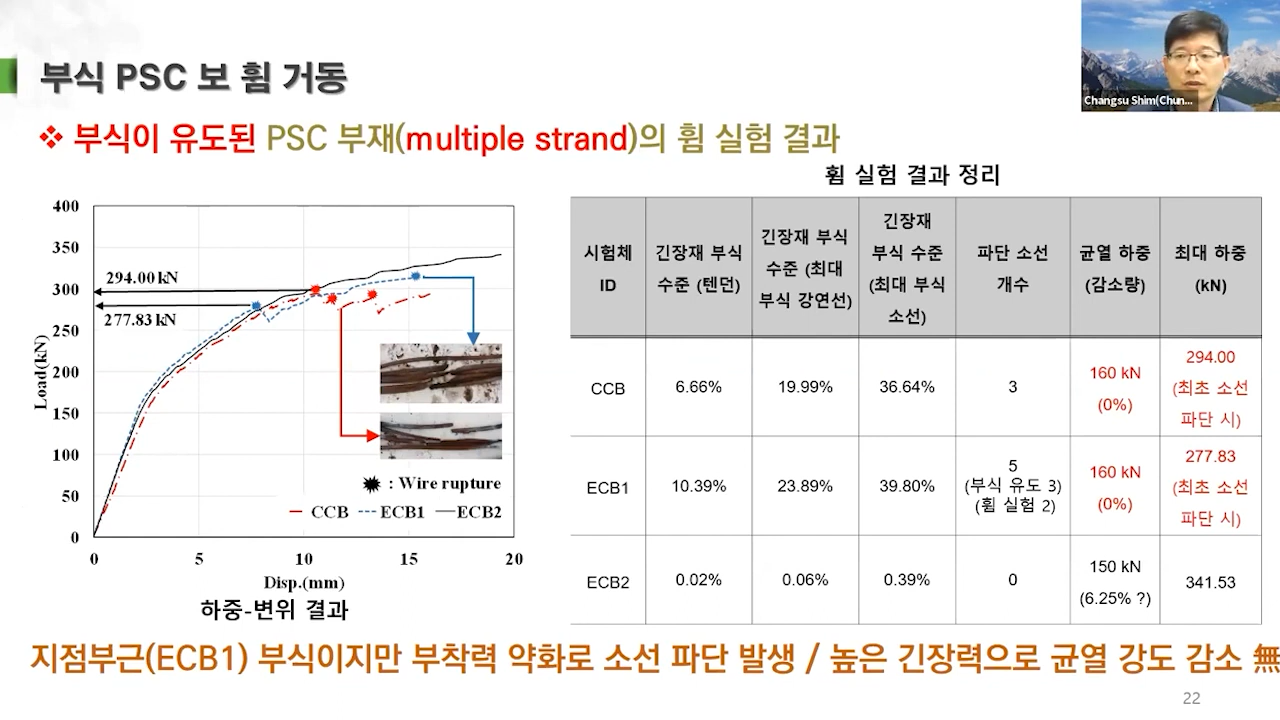 부식 PSC 보 휨 거동
Changsu Shim(Chun...
❖ 부식이 유도된 PSC 부재(multiple strand)의 휨 실험 결과
400
350
300
250
200
150
100
50
0
Load(kN)
294.00 kN
277.83 kN
: Wire rupture
CCB
ECB1
ECB2
0
5
10
15
20
Disp.(mm)
하중-변위 결과
휨 실험 결과 정리
시험체
ID
긴장재 부식
수준 (텐던)
긴장재 부식
수준 (최대
부식 강연선)
긴장재
부식 수준
(최대 부식
소선)
파단 소선
개수
균열 하중
(감소량)
최대 하중
(kN)
CCB
6.66%
19.99%
36.64%
3
160 kN
(0%)
294.00
(최초 소선
파단 시)
ECB1
10.39%
23.89%
39.80%
5
(부식 유도 3)
(휨 실험 2)
160 kN
(0%)
277.83
(최초 소선
파단 시)
ECB2
0.02%
0.06%
0.39%
0
150 kN
(6.25% ?)
341.53
지점부근(ECB1) 부식이지만 부착력 약화로 소선 파단 발생 / 높은 긴장력으로 균열 강도 감소 無
22